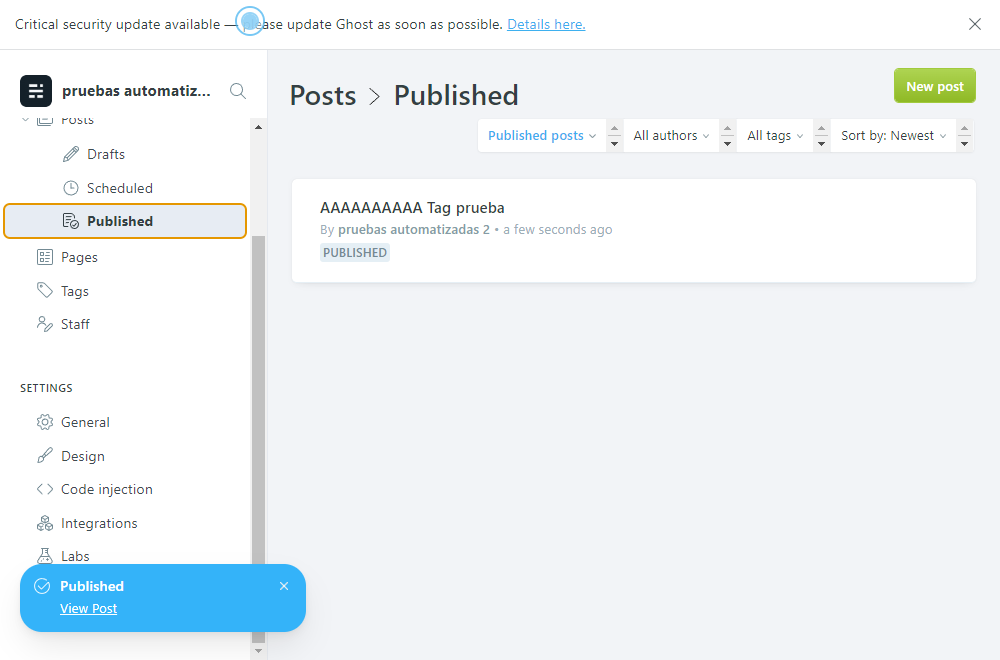 Critical security update available — please update Ghost as soon as possible. Details here.
pruebas automatiz...
Posts
Drafts
Scheduled
Published
Pages
Tags
Staff
SETTINGS
General
Design
Code injection
Integrations
Labs
Published
View Post
Posts > Published
New post
Published posts
All authors
All tags
Sort by: Newest
AAAAAAAAAA Tag prueba
By pruebas automatizadas 2 • a few seconds ago
PUBLISHED